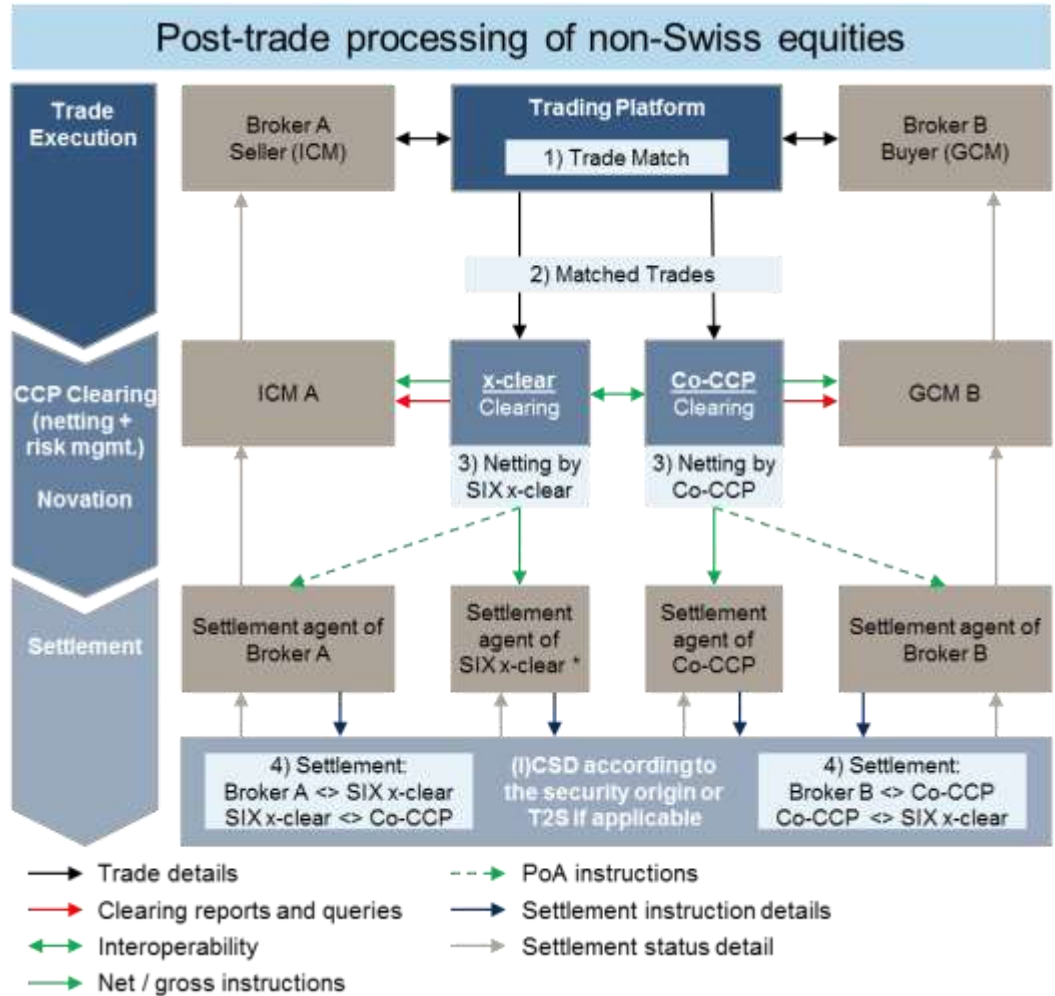 Post-trade processing of non-Swiss equities
Trade
Execution
Broker A
Seller (ICM)
Trading Platform
1) Trade Match
Broker B
Buyer (GCM)
2) Matched Trades
CCP Clearing
(netting +
risk mgmt.)
Novation
ICM A
x-clear
Clearing
Co-CCP
Clearing
GCM B
3) Netting by
SIX x-clear
3) Netting by
Co-CCP
Settlement
Settlement agent of
Broker A
Settlement
agent of
SIX x-clear *
Settlement
agent of
Co-CCP
Settlement agent of
Broker B
4) Settlement:
Broker A <> SIX x-clear
SIX x-clear <> Co-CCP
(I)CSD according to
the security origin or
T2S if applicable
4) Settlement:
Broker B <> Co-CCP
Co-CCP <> SIX x-clear
Trade details
Clearing reports and queries
Interoperability
Net / gross instructions
PoA instructions
Settlement instruction details
Settlement status detail